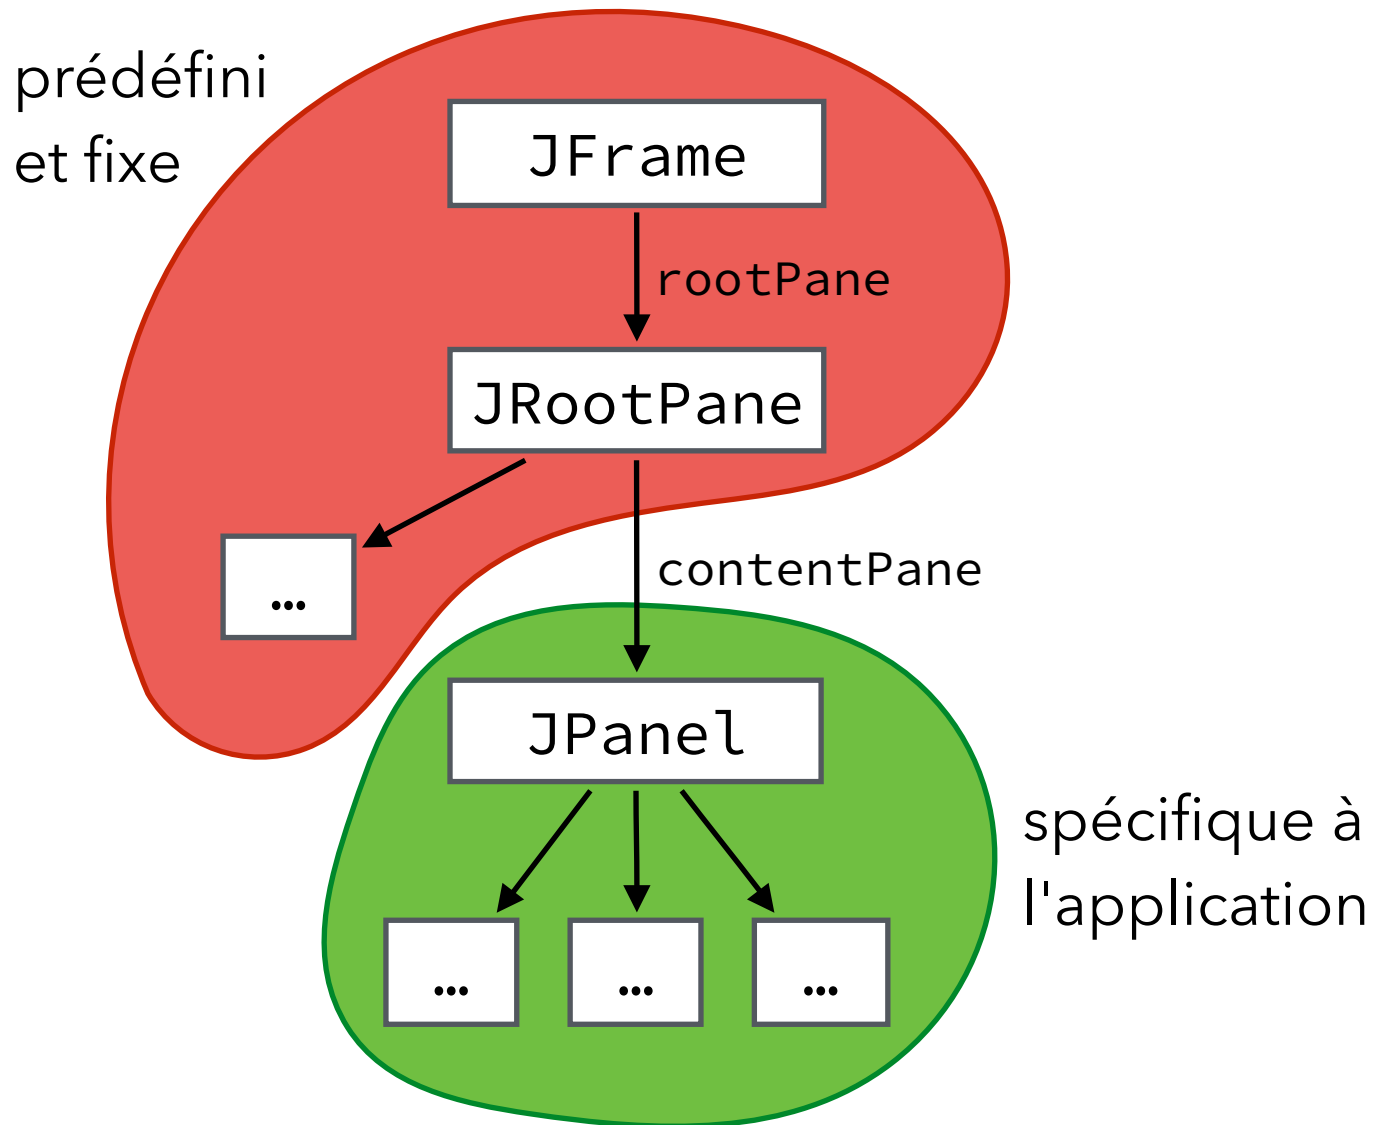 prédéfini
et fixe
JFrame
rootPane
JRootPane
...
contentPane
JPanel
spécifique à
l'application
... ... ...